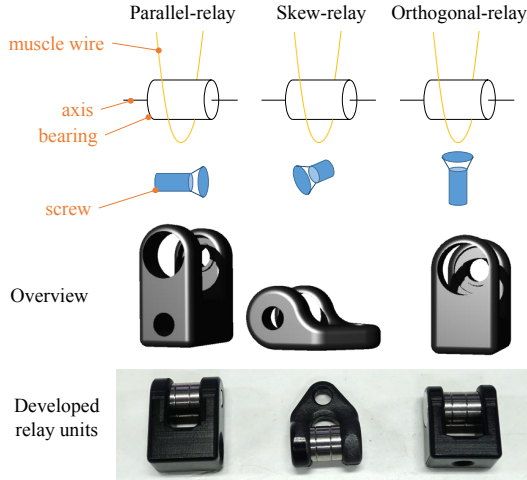 Parallel-relay Skew-relay Orthogonal-relay
muscle wire
axis
bearing
screw
Overview
Developed
relay units